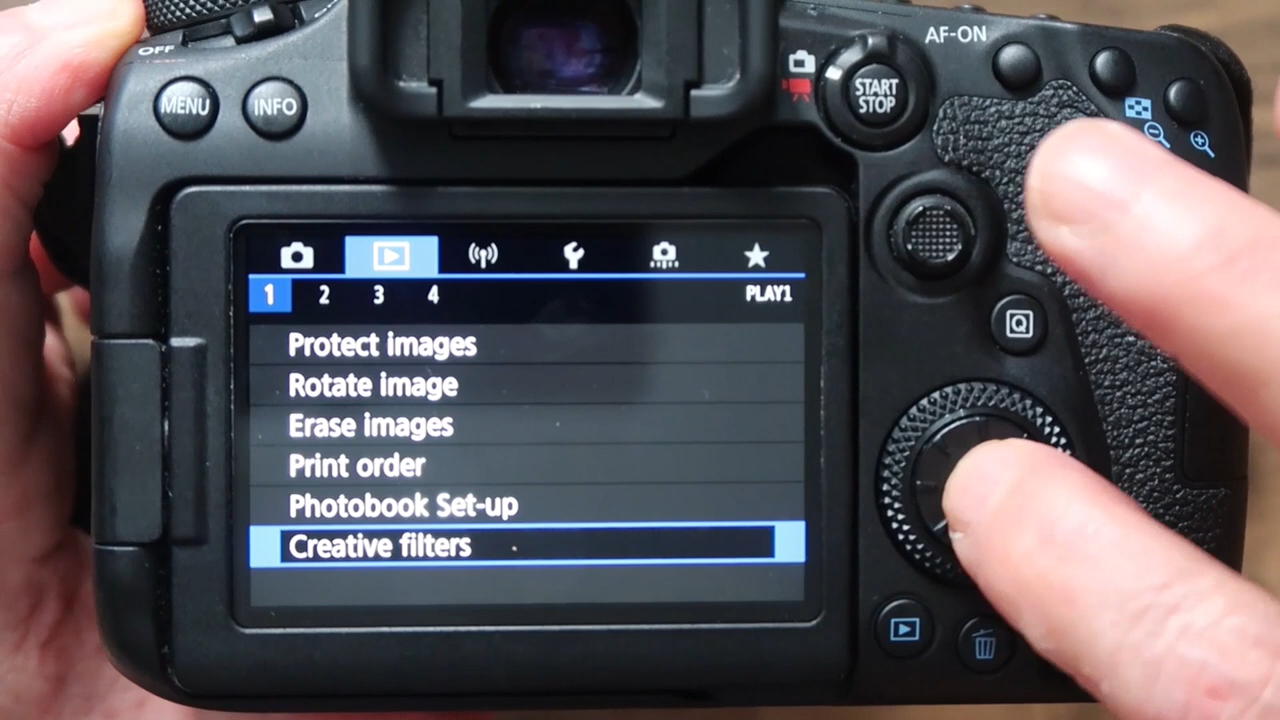 OFF
MENU
INFO
START
STOP
AF-ON
Q
1 2 3 4 PLAY1
Protect images
Rotate image
Erase images
Print order
Photobook Set-up
Creative filters